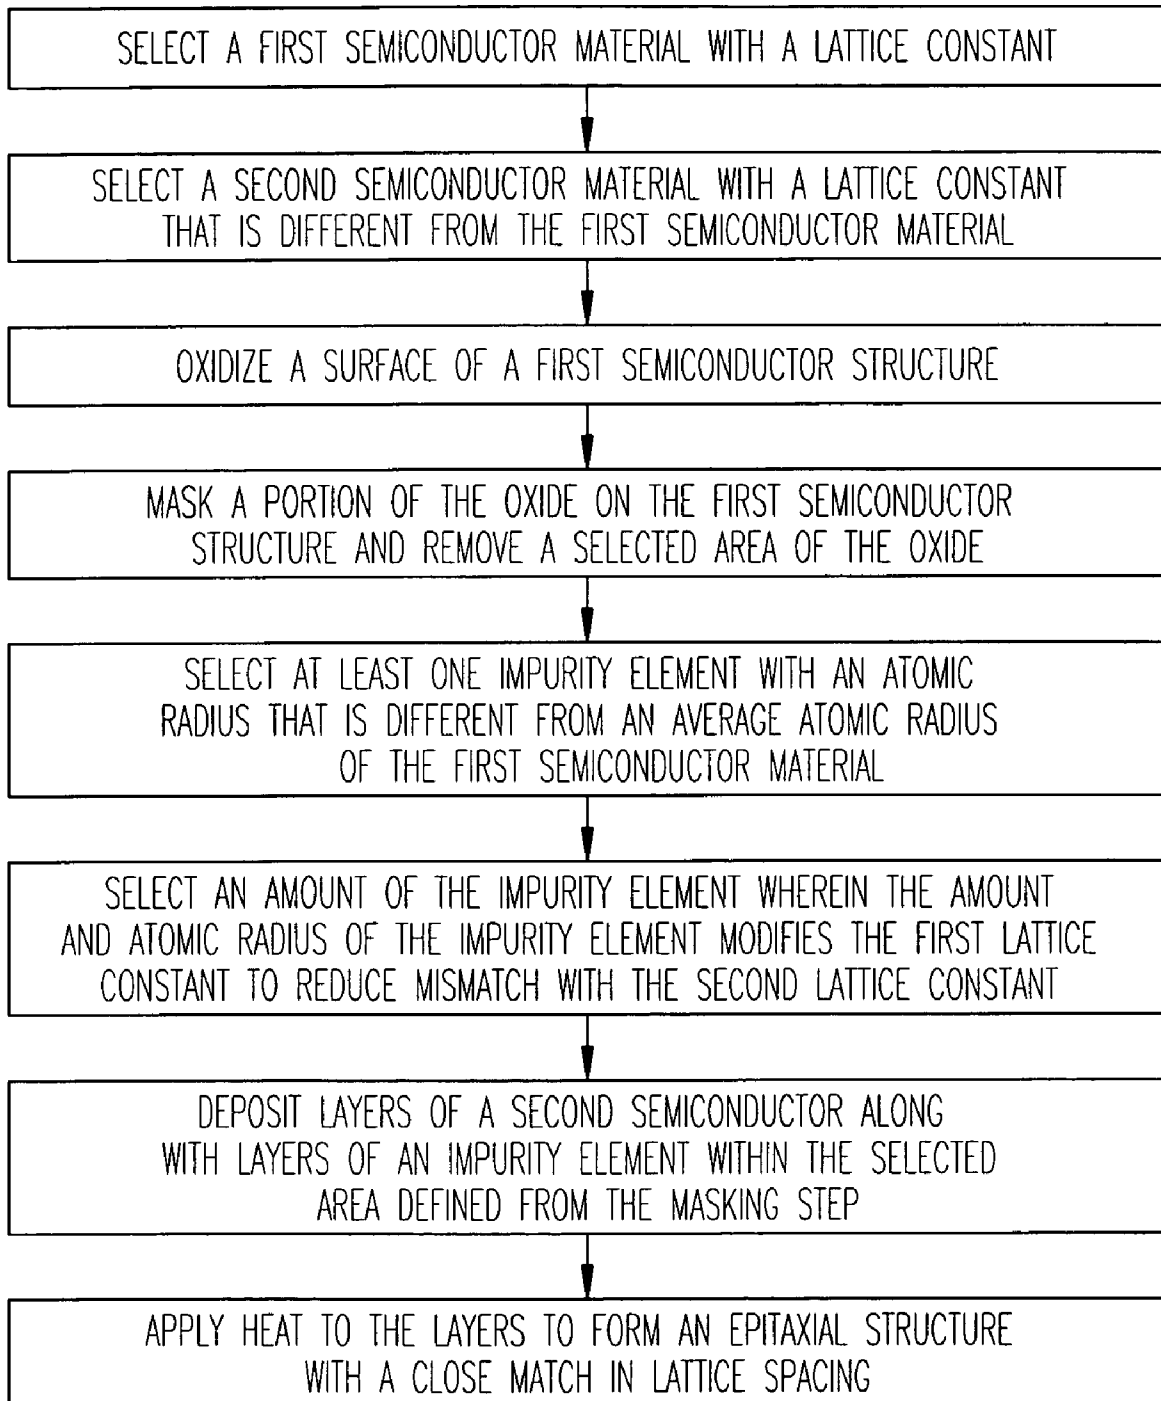 SELECT A FIRST SEMICONDUCTOR MATERIAL WITH A LATTICE CONSTANT
SELECT A SECOND SEMICONDUCTOR MATERIAL WITH A LATTICE CONSTANT
THAT IS DIFFERENT FROM THE FIRST SEMICONDUCTOR MATERIAL
OXIDIZE A SURFACE OF A FIRST SEMICONDUCTOR STRUCTURE
MASK A PORTION OF THE OXIDE ON THE FIRST SEMICONDUCTOR
STRUCTURE AND REMOVE A SELECTED AREA OF THE OXIDE
SELECT AT LEAST ONE IMPURITY ELEMENT WITH AN ATOMIC
RADIUS THAT IS DIFFERENT FROM AN AVERAGE ATOMIC RADIUS
OF THE FIRST SEMICONDUCTOR MATERIAL
SELECT AN AMOUNT OF THE IMPURITY ELEMENT WHEREIN THE AMOUNT
AND ATOMIC RADIUS OF THE IMPURITY ELEMENT MODIFIES THE FIRST LATTICE
CONSTANT TO REDUCE MISMATCH WITH THE SECOND LATTICE CONSTANT
DEPOSIT LAYERS OF A SECOND SEMICONDUCTOR ALONG
WITH LAYERS OF AN IMPURITY ELEMENT WITHIN THE SELECTED
AREA DEFINED FROM THE MASKING STEP
APPLY HEAT TO THE LAYERS TO FORM AN EPITAXIAL STRUCTURE
WITH A CLOSE MATCH IN LATTICE SPACING